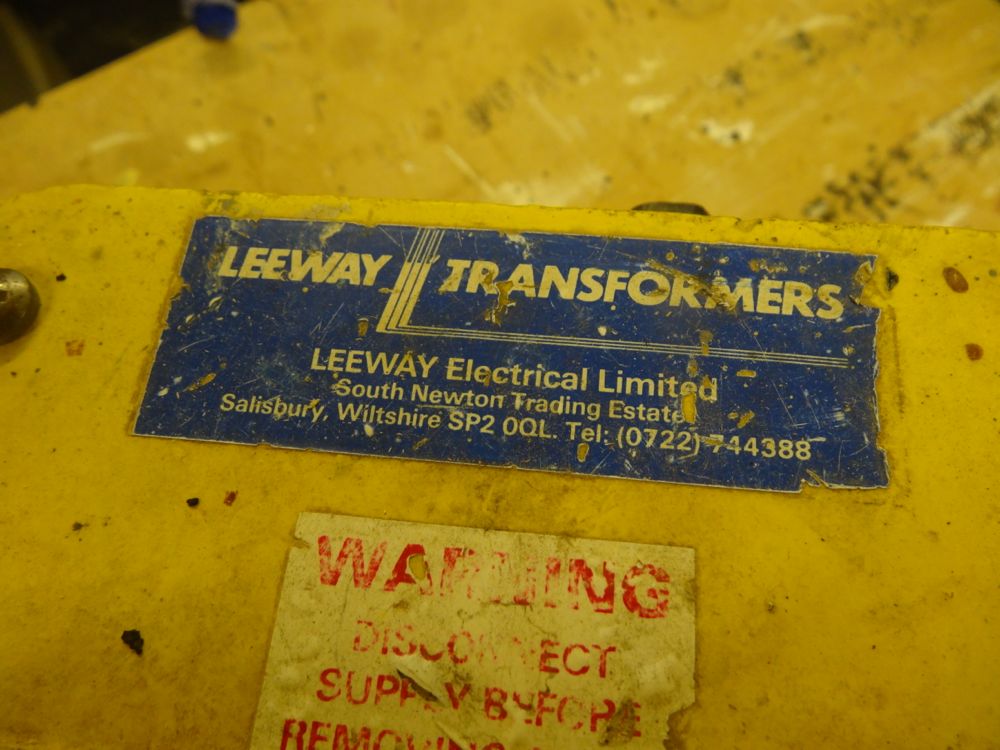 LEEWAY TRANSFORMERS
LEEWAY Electrical Limited
South Newton Trading Estate
Salisbury, Wiltshire SP2 0QL. Tel: (0722) 744388
WARNING
DISCONNECT
SUPPLY BEFORE
REMOVING